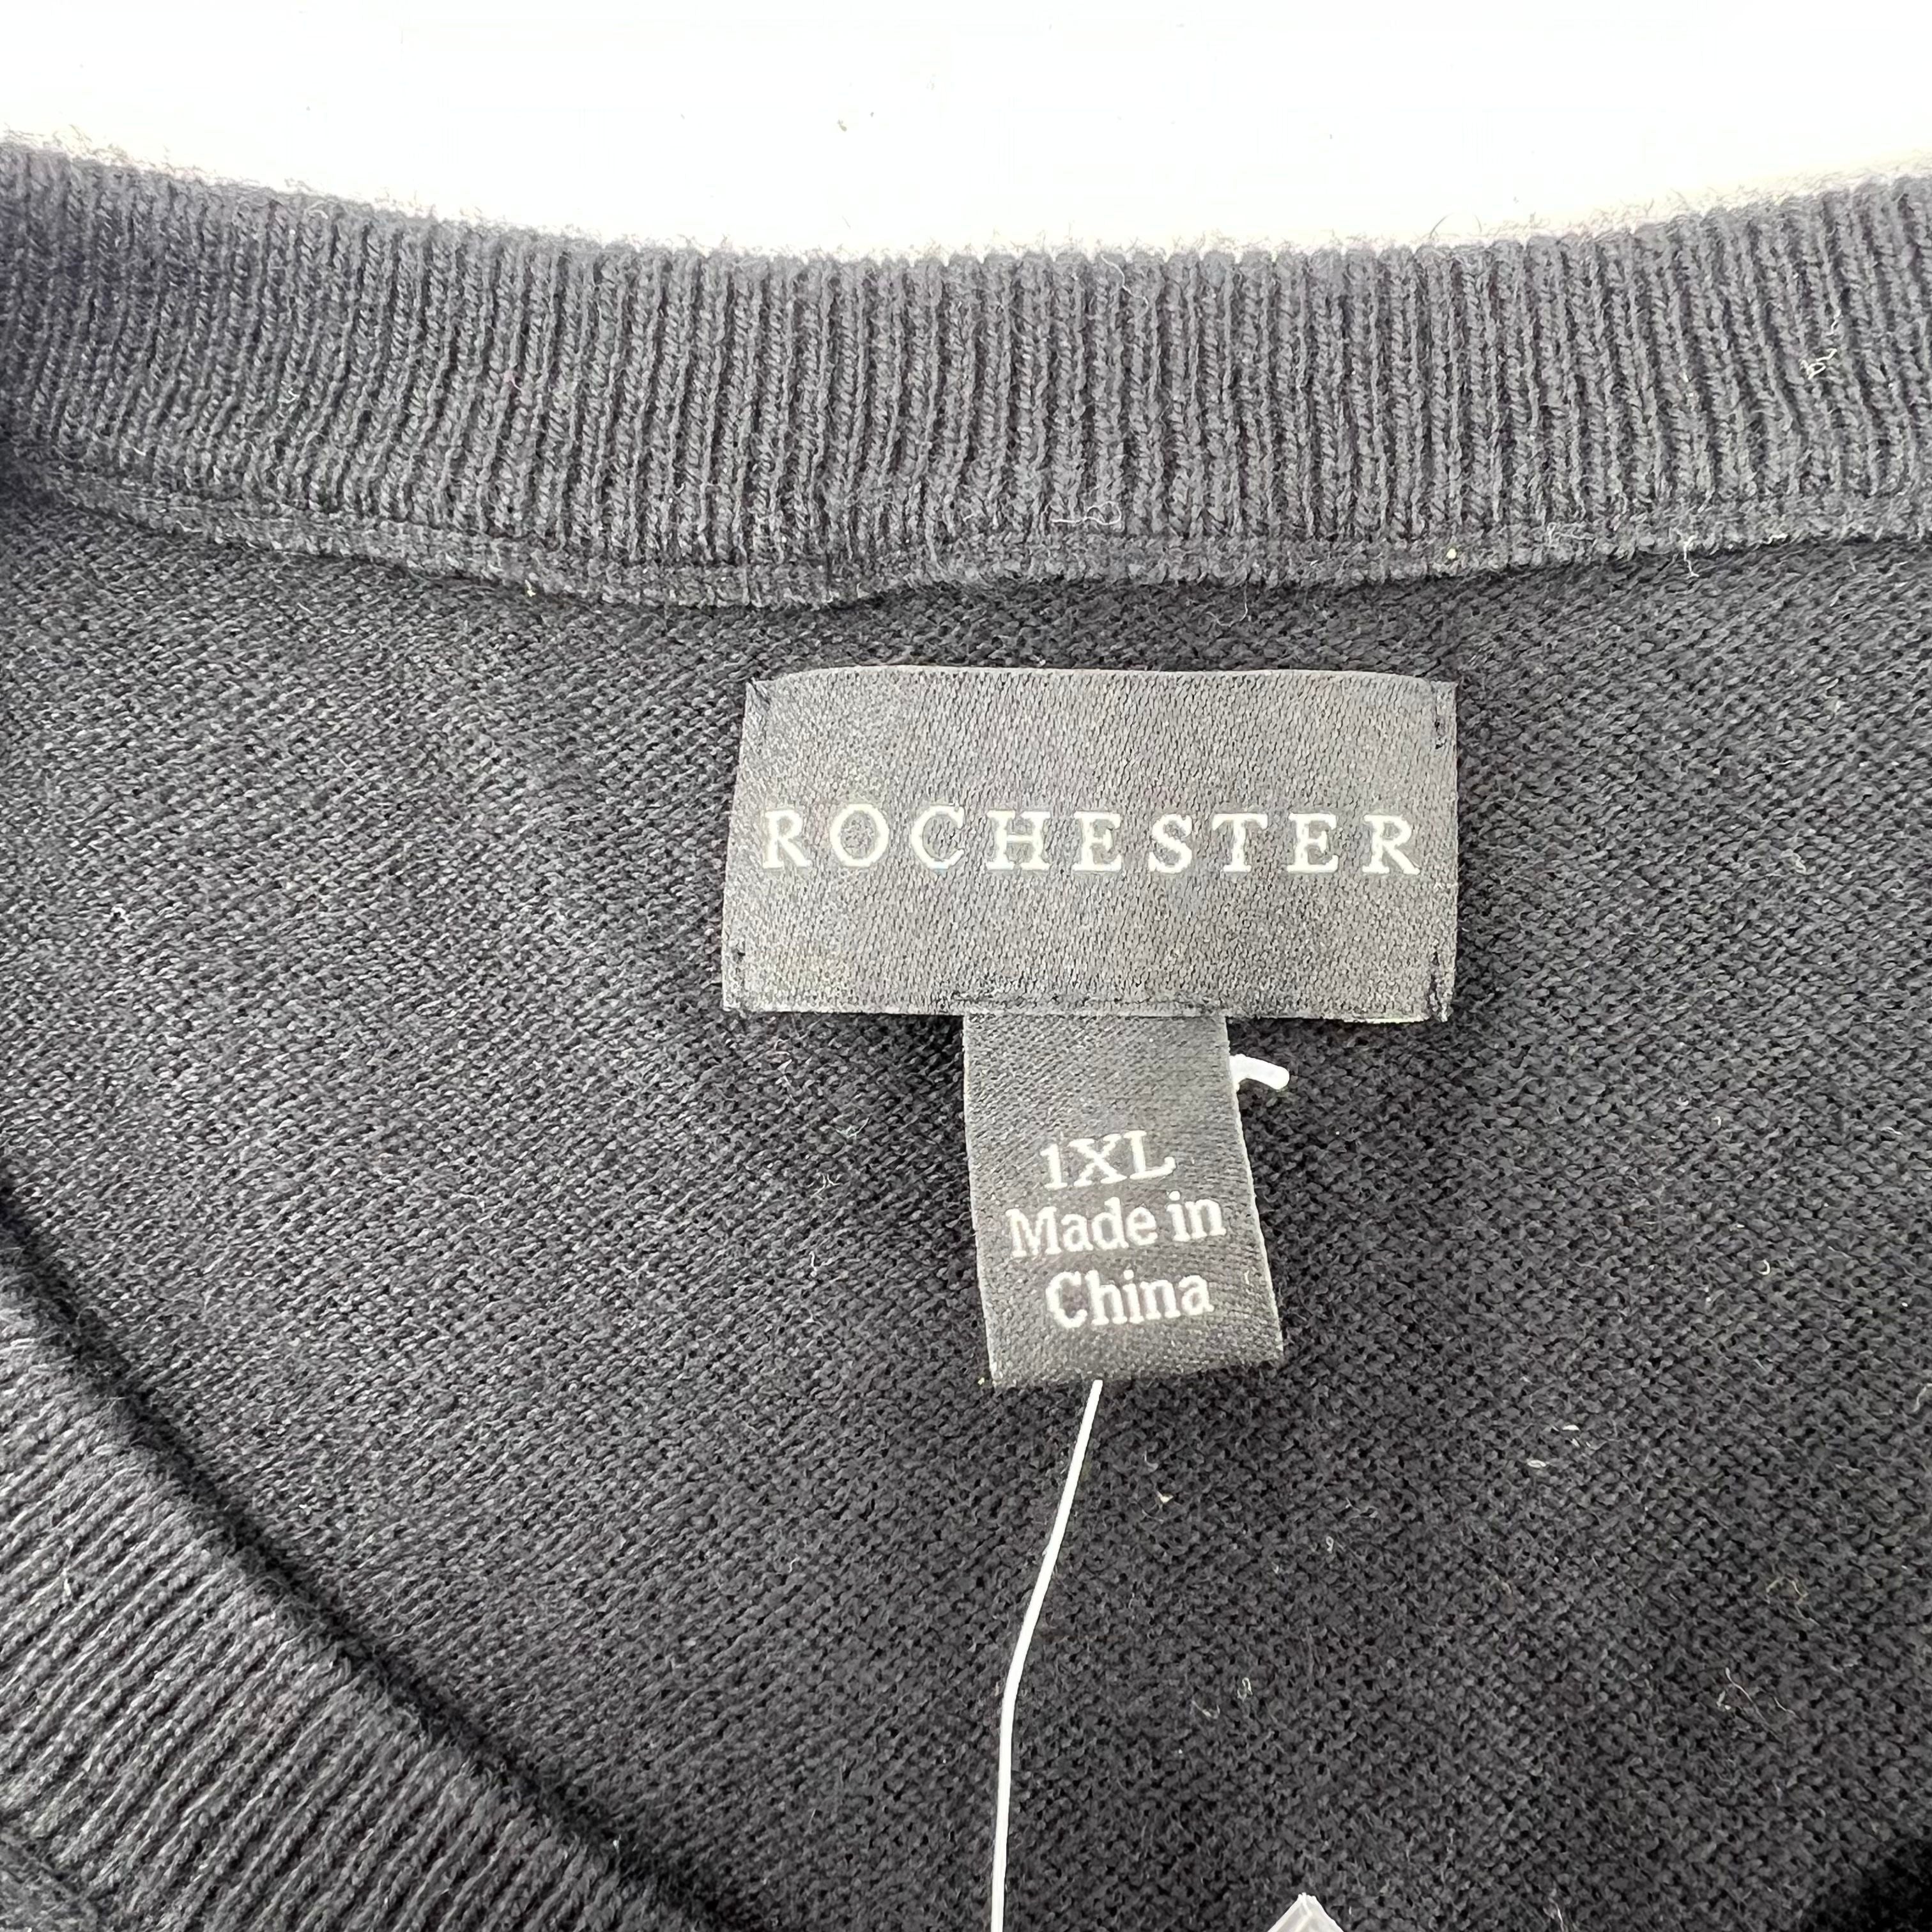 ROCHESTER
1XL
Made in
China